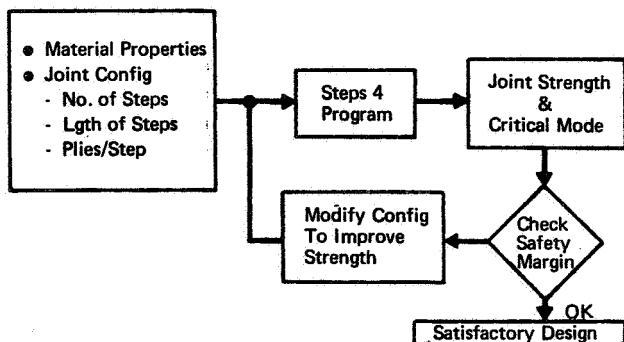 ● Material Properties
● Joint Config
- No. of Steps
- Lgth of Steps
- Plies/Step
Steps 4
Program
Joint Strength
&
Critical Mode
Modify Config
To Improve
Strength
Check
Safety
Margin
OK
Satisfactory Design